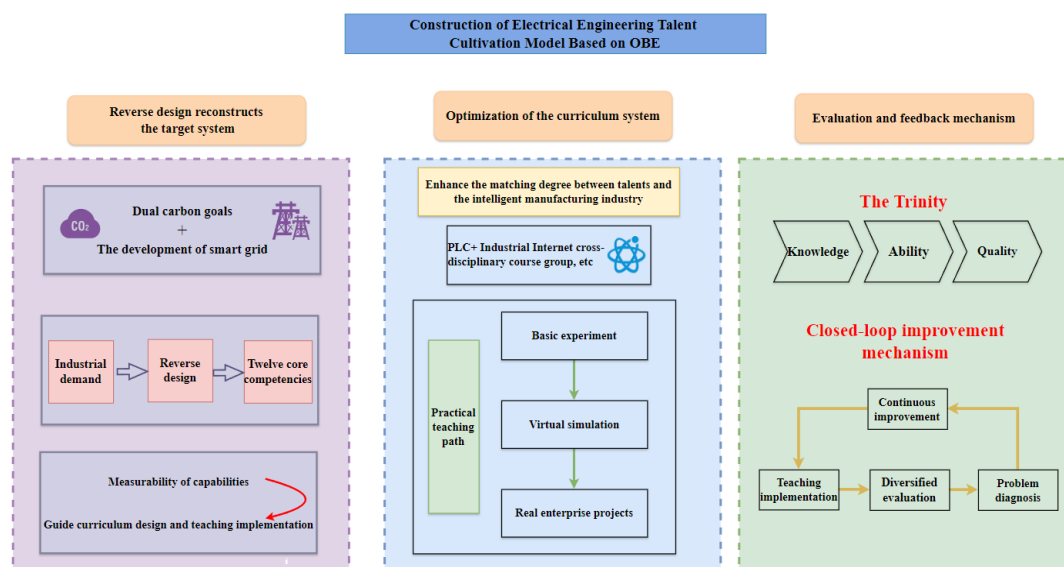 Construction of Electrical Engineering Talent
Cultivation Model Based on OBE
Reverse design reconstructs
the target system
Dual carbon goals
+
The development of smart grid
CO₂
Industrial
demand
Reverse
design
Twelve core
competencies
Measurability of capabilities
Guide curriculum design and teaching implementation
Optimization of the curriculum system
Enhance the matching degree between talents and
the intelligent manufacturing industry
PLC+ Industrial Internet cross-
disciplinary course group, etc
Practical
teaching
path
Basic experiment
Virtual simulation
Real enterprise projects
Evaluation and feedback mechanism
The Trinity
Knowledge
Ability
Quality
Closed-loop improvement
mechanism
Continuous
improvement
Teaching
implementation
Diversified
evaluation
Problem
diagnosis